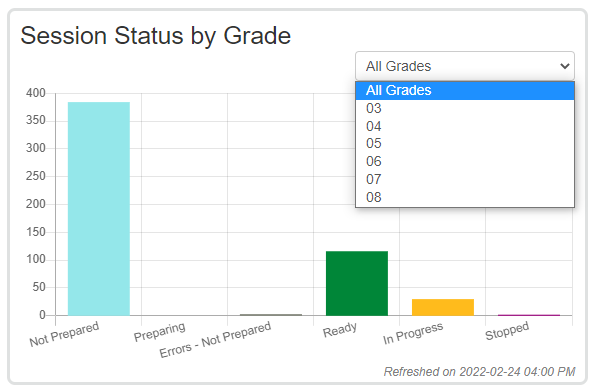 Session Status by Grade
All Grades
All Grades
03
04
05
06
07
08
400
350
300
250
200
150
100
50
0
Not Prepared
Preparing
Errors - Not Prepared
Ready
In Progress
Stopped
Refreshed on 2022-02-24 04:00 PM